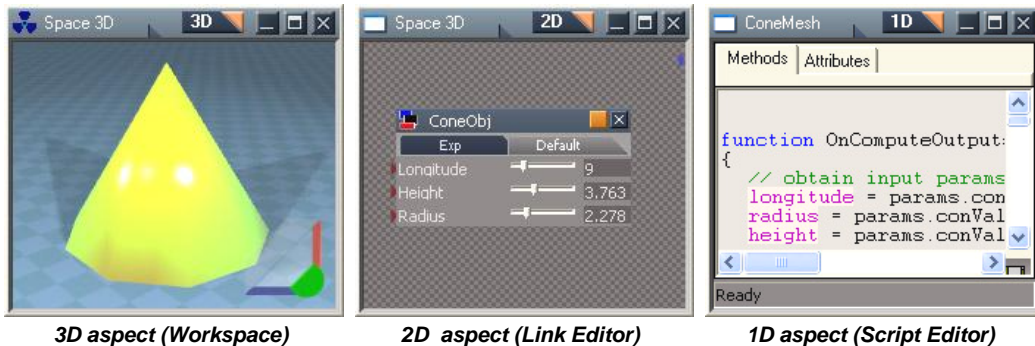 Space 3D 3D
Space 3D 2D
ConeMesh 1D
ConeObj
Exp Default
Longitude 9
Height 3.763
Radius 2.278
Methods Attributes
function OnComputeOutput
{
// obtain input params
longitude = params.con
radius = params.conVal
height = params.conVal
Ready
3D aspect (Workspace)
2D aspect (Link Editor)
1D aspect (Script Editor)